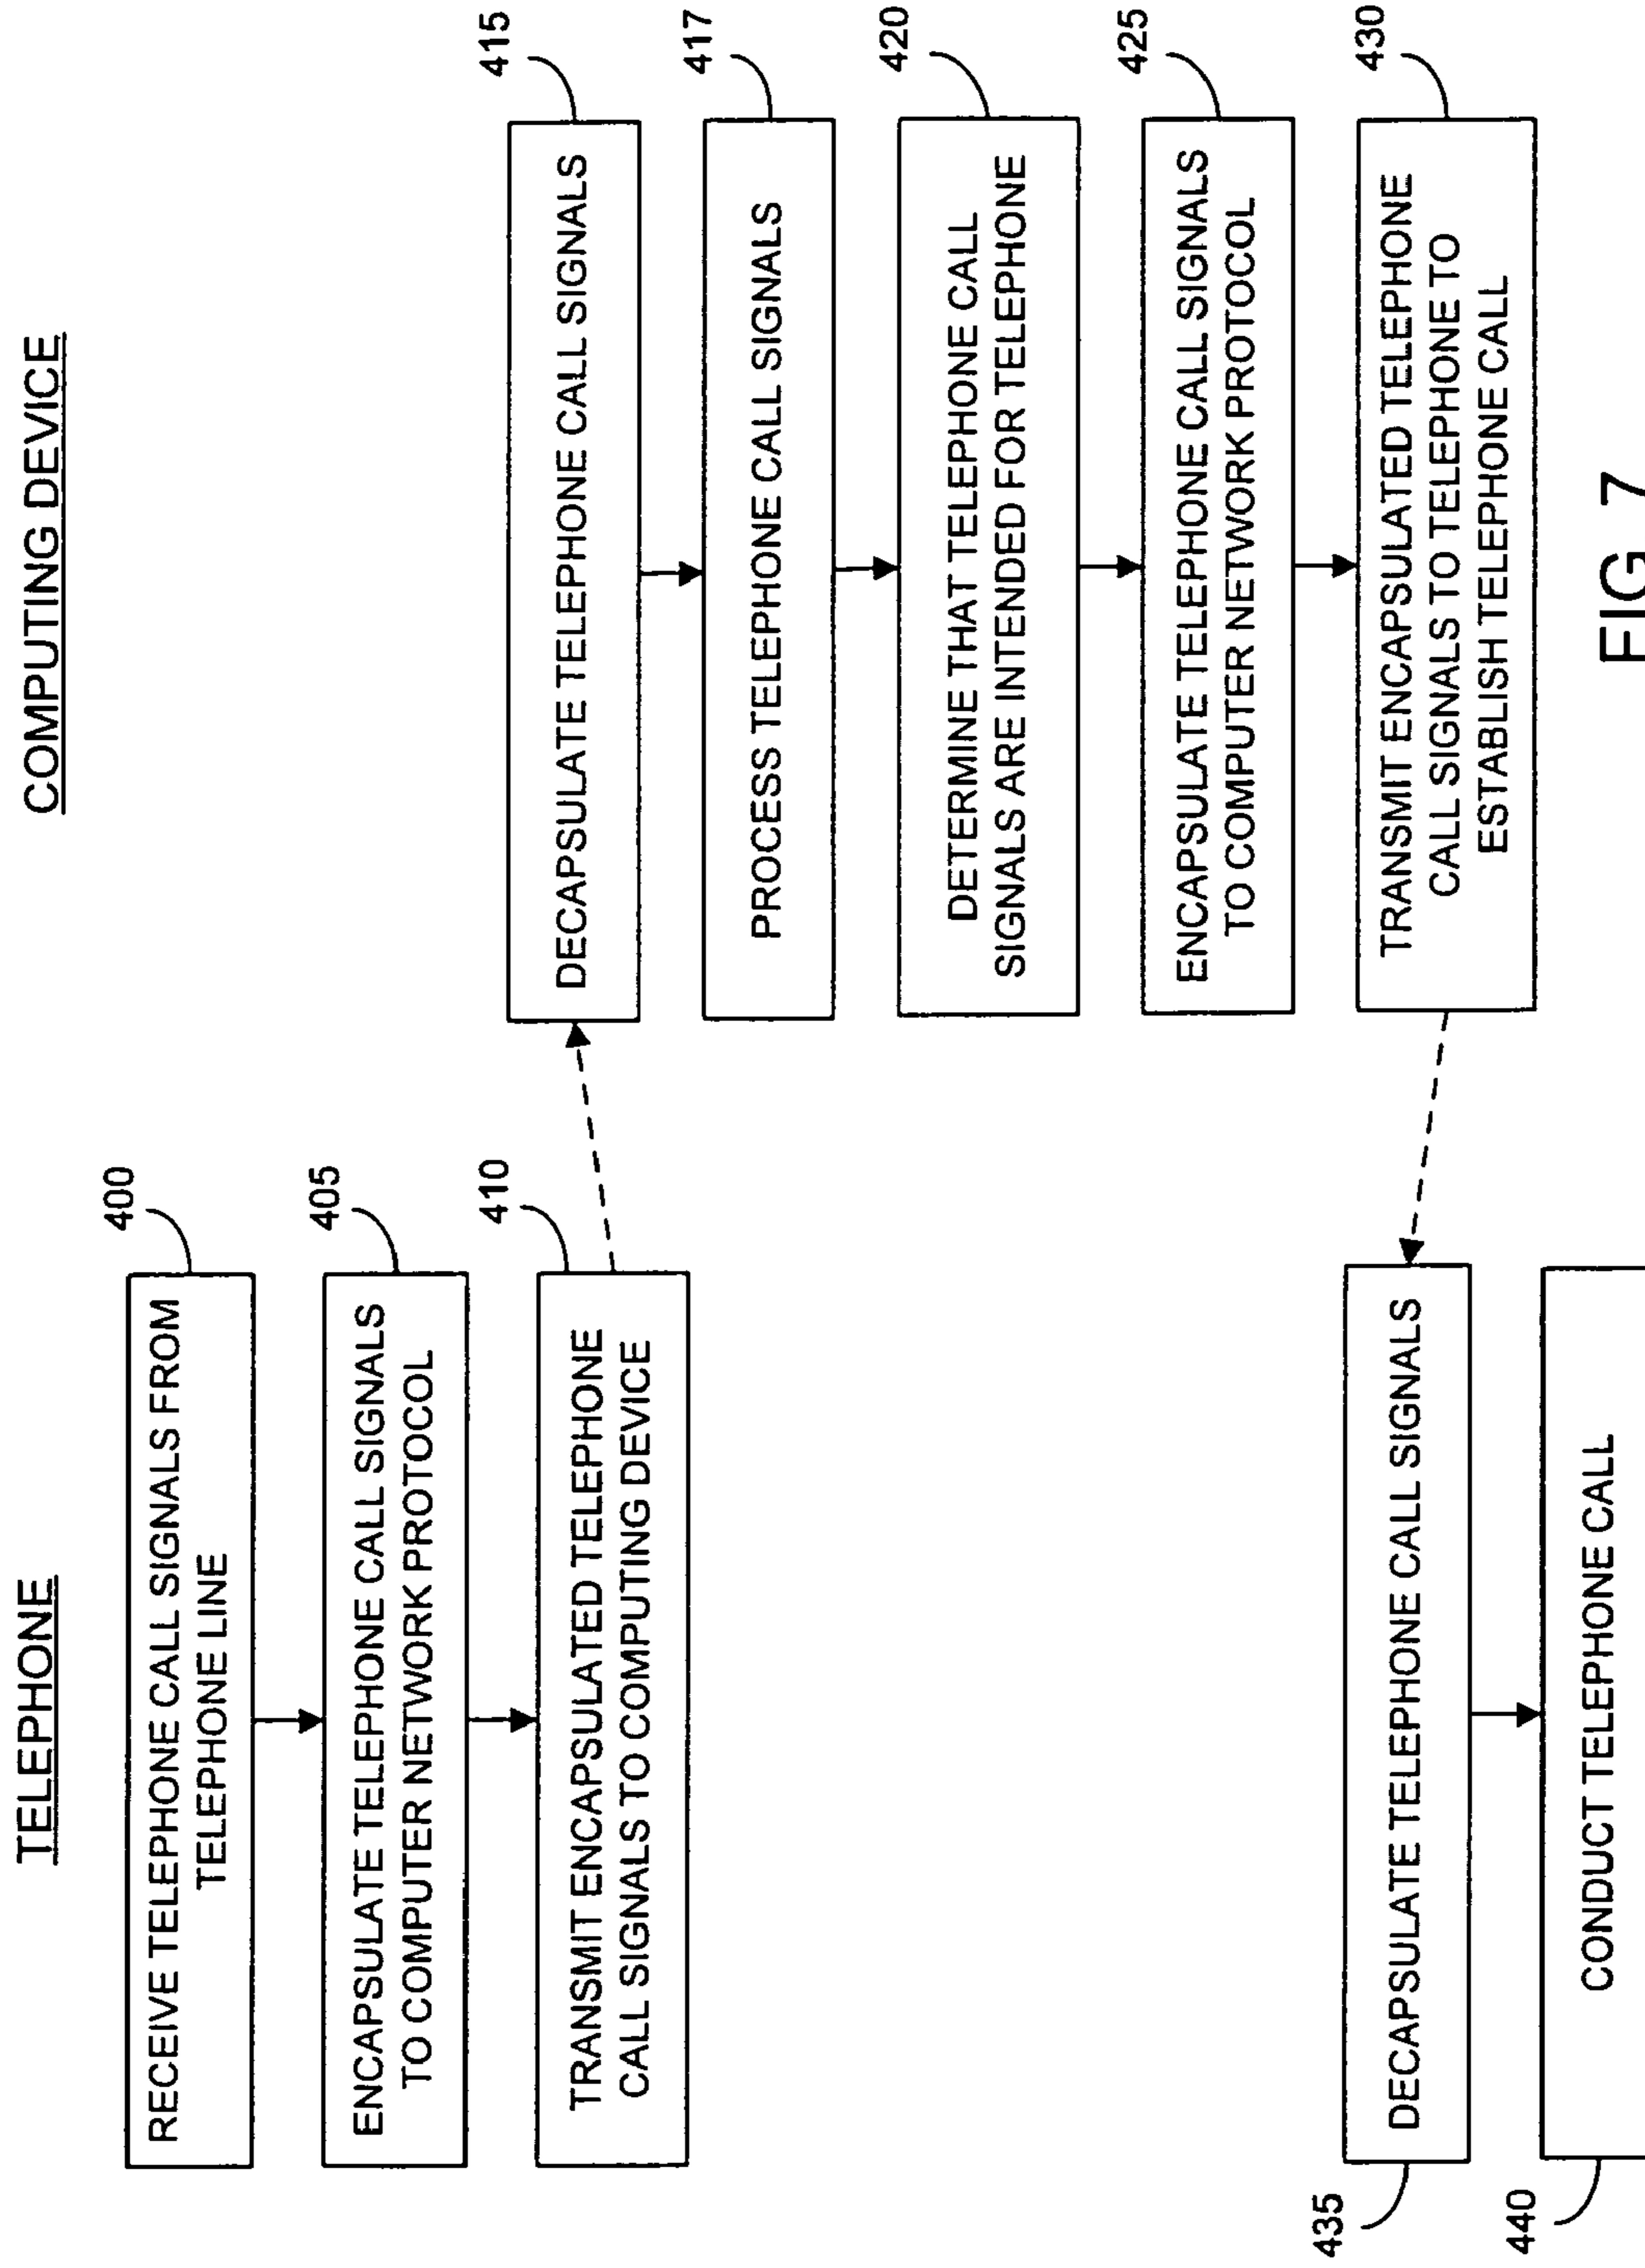 TELEPHONE
COMPUTING DEVICE
400
RECEIVE TELEPHONE CALL SIGNALS FROM
TELEPHONE LINE
405
ENCAPSULATE TELEPHONE CALL SIGNALS
TO COMPUTER NETWORK PROTOCOL
410
TRANSMIT ENCAPSULATED TELEPHONE
CALL SIGNALS TO COMPUTING DEVICE
415
DECAPSULATE TELEPHONE CALL SIGNALS
417
PROCESS TELEPHONE CALL SIGNALS
420
DETERMINE THAT TELEPHONE CALL
SIGNALS ARE INTENDED FOR TELEPHONE
425
ENCAPSULATE TELEPHONE CALL SIGNALS
TO COMPUTER NETWORK PROTOCOL
430
TRANSMIT ENCAPSULATED TELEPHONE
CALL SIGNALS TO TELEPHONE TO
ESTABLISH TELEPHONE CALL
435
DECAPSULATE TELEPHONE CALL SIGNALS
440
CONDUCT TELEPHONE CALL
FIG. 7